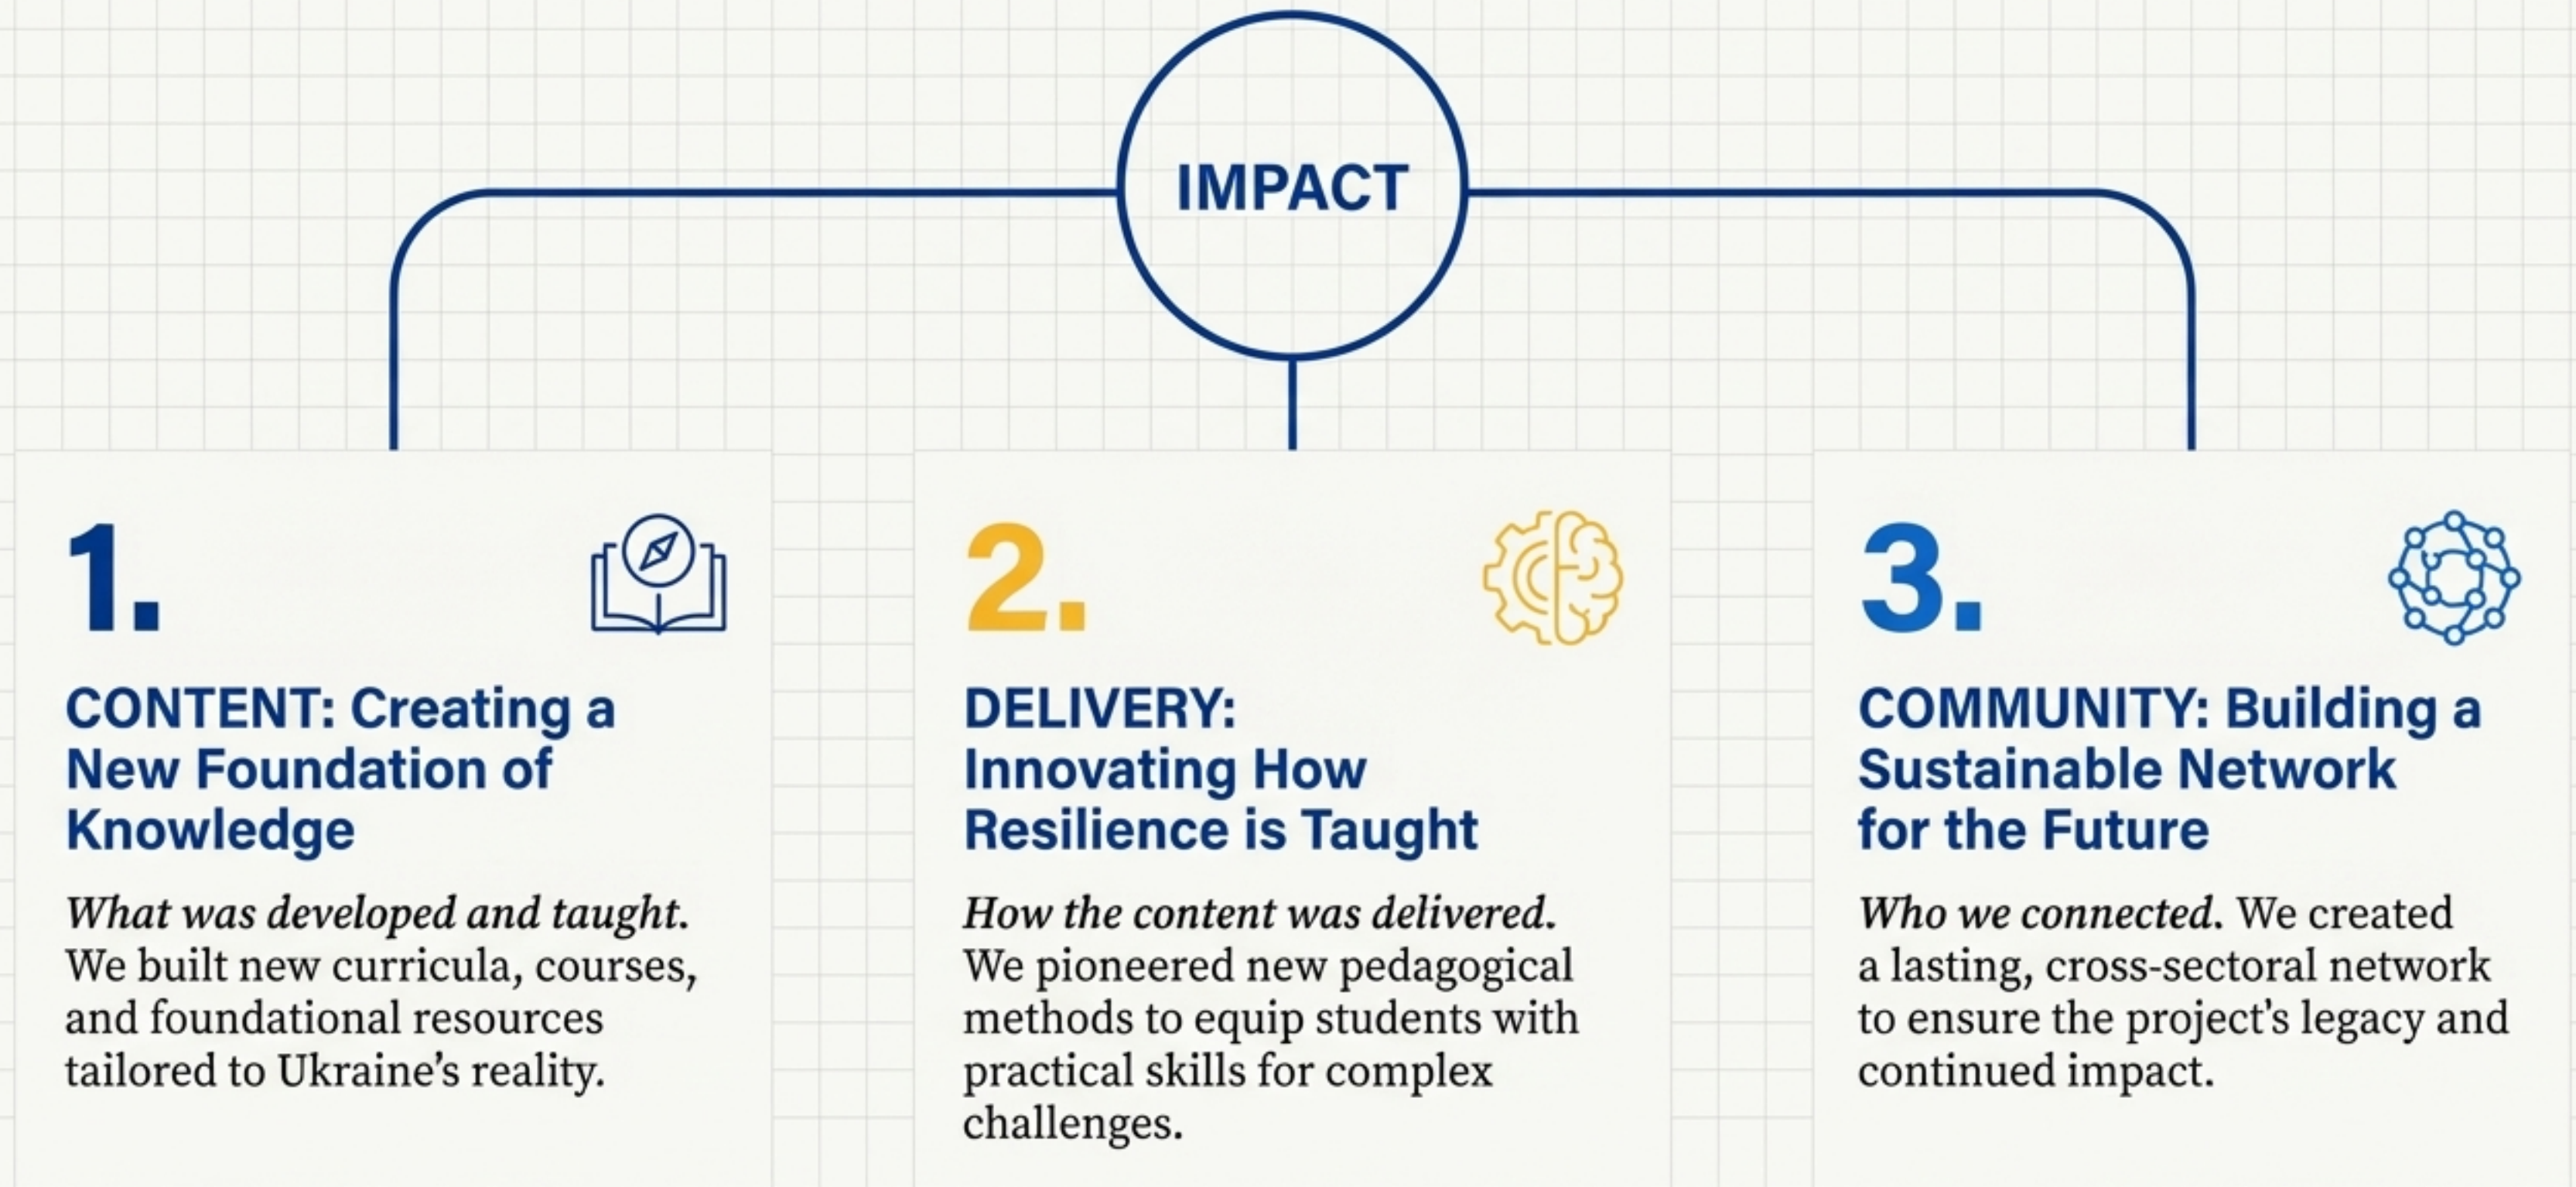 IMPACT
1.
CONTENT: Creating a
New Foundation of
Knowledge
What was developed and taught.
We built new curricula, courses,
and foundational resources
tailored to Ukraine’s reality.
2.
DELIVERY:
Innovating How
Resilience is Taught
How the content was delivered.
We pioneered new pedagogical
methods to equip students with
practical skills for complex
challenges.
3.
COMMUNITY: Building a
Sustainable Network
for the Future
Who we connected. We created
a lasting, cross-sectoral network
to ensure the project’s legacy and
continued impact.